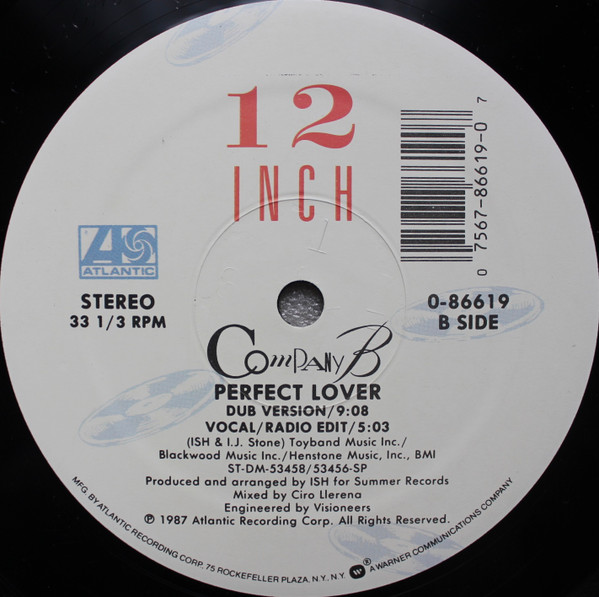 12
INCH
0 7567-86619-0 7
ATLANTIC
STEREO
33 1/3 RPM
0-86619
B SIDE
Company B
PERFECT LOVER
DUB VERSION/9:08
VOCAL/RADIO EDIT/5:03
(ISH & I.J. Stone) Toyband Music Inc./
Blackwood Music Inc./Henstone Music, Inc., BMI
ST-DM-53458/53456-SP
Produced and arranged by ISH for Summer Records
Mixed by Ciro Llerena
Engineered by Visioneers
℗ 1987 Atlantic Recording Corp. All Rights Reserved.
MFG. BY ATLANTIC RECORDING CORP. 75 ROCKEFELLER PLAZA, N.Y., N.Y. ® A WARNER COMMUNICATIONS COMPANY